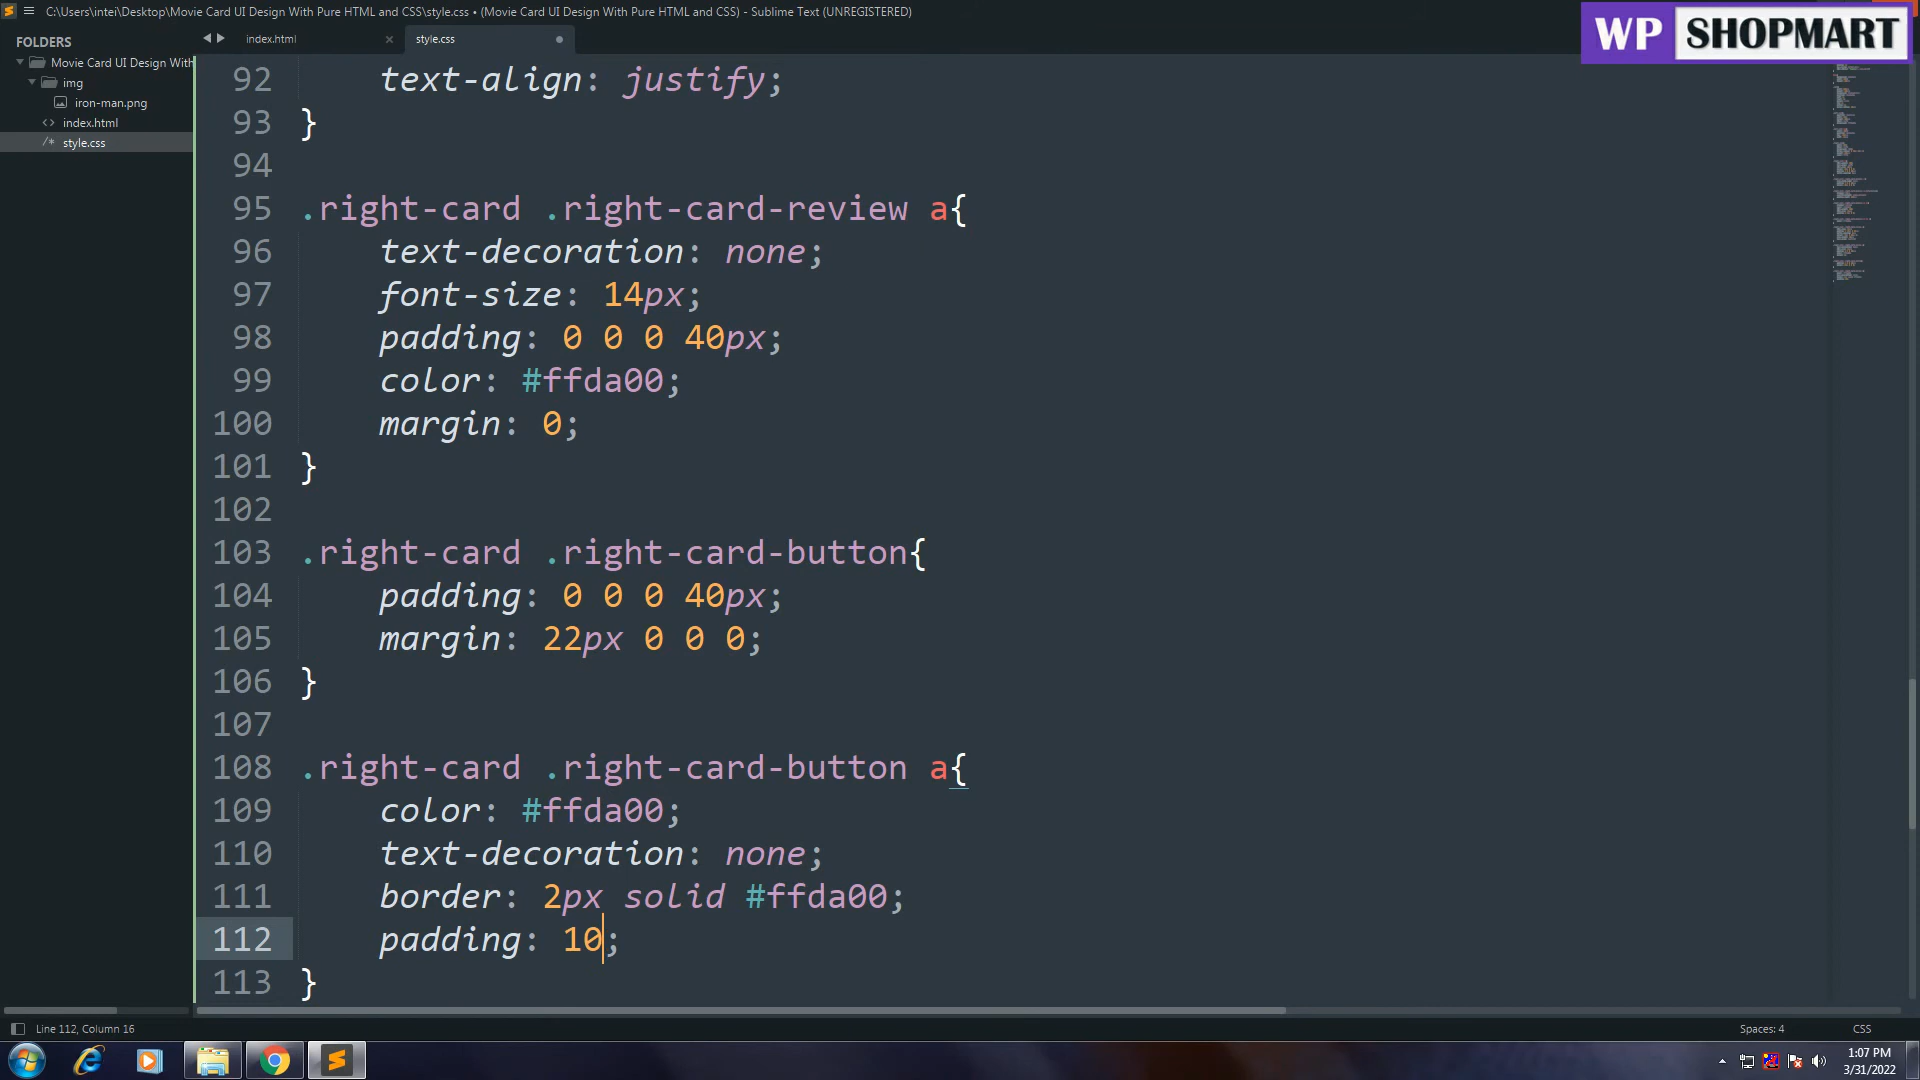 C:\Users\intei\Desktop\Movie Card UI Design With Pure HTML and CSS\style.css • (Movie Card UI Design With Pure HTML and CSS) - Sublime Text (UNREGISTERED)
WP SHOPMART
FOLDERS
Movie Card UI Design With
img
iron-man.png
<> index.html
/* style.css
index.html
style.css
92 text-align: justify;
93 }
94
95 .right-card .right-card-review a{
96 text-decoration: none;
97 font-size: 14px;
98 padding: 0 0 0 40px;
99 color: #ffda00;
100 margin: 0;
101 }
102
103 .right-card .right-card-button{
104 padding: 0 0 0 40px;
105 margin: 22px 0 0 0;
106 }
107
108 .right-card .right-card-button a{
109 color: #ffda00;
110 text-decoration: none;
111 border: 2px solid #ffda00;
112 padding: 10;
113 }
Line 112, Column 16
Spaces: 4
CSS
1:07 PM
3/31/2022